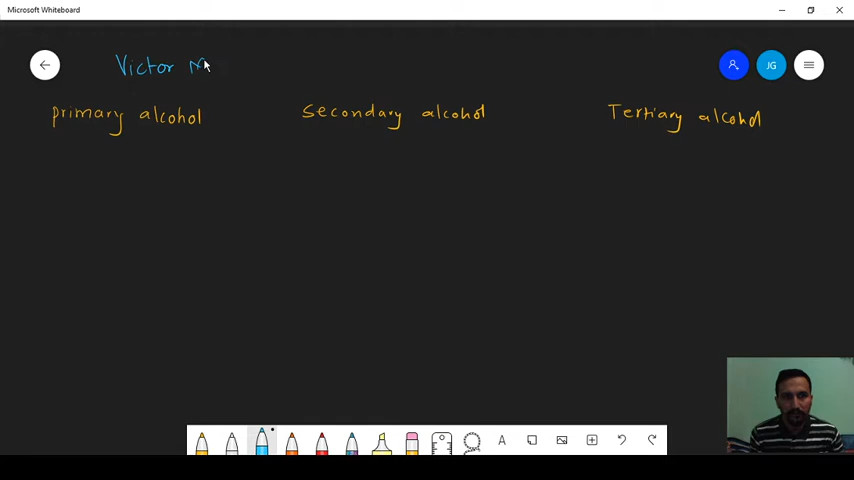 Microsoft Whiteboard
Victor M
JG
primary alcohol Secondary alcohol Tertiary alcohol
A